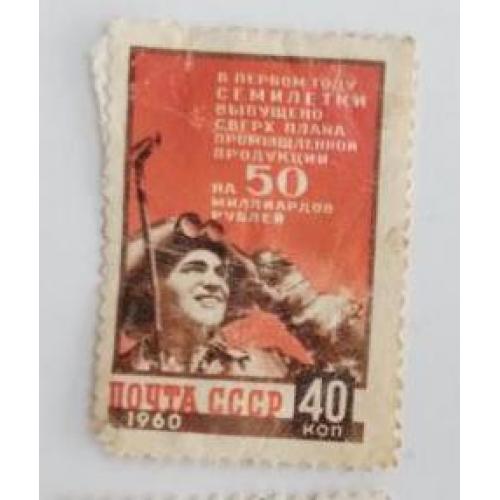 В ПЕРВОМ ГОДУ
СЕМИЛЕТКИ
ВЫПУЩЕНО
СВЕРХ ПЛАНА
ПРОМЫШЛЕННОЙ
ПРОДУКЦИИ
НА 50
МИЛЛИАРДОВ
РУБЛЕЙ
ПОЧТА СССР 40
1960 КОП